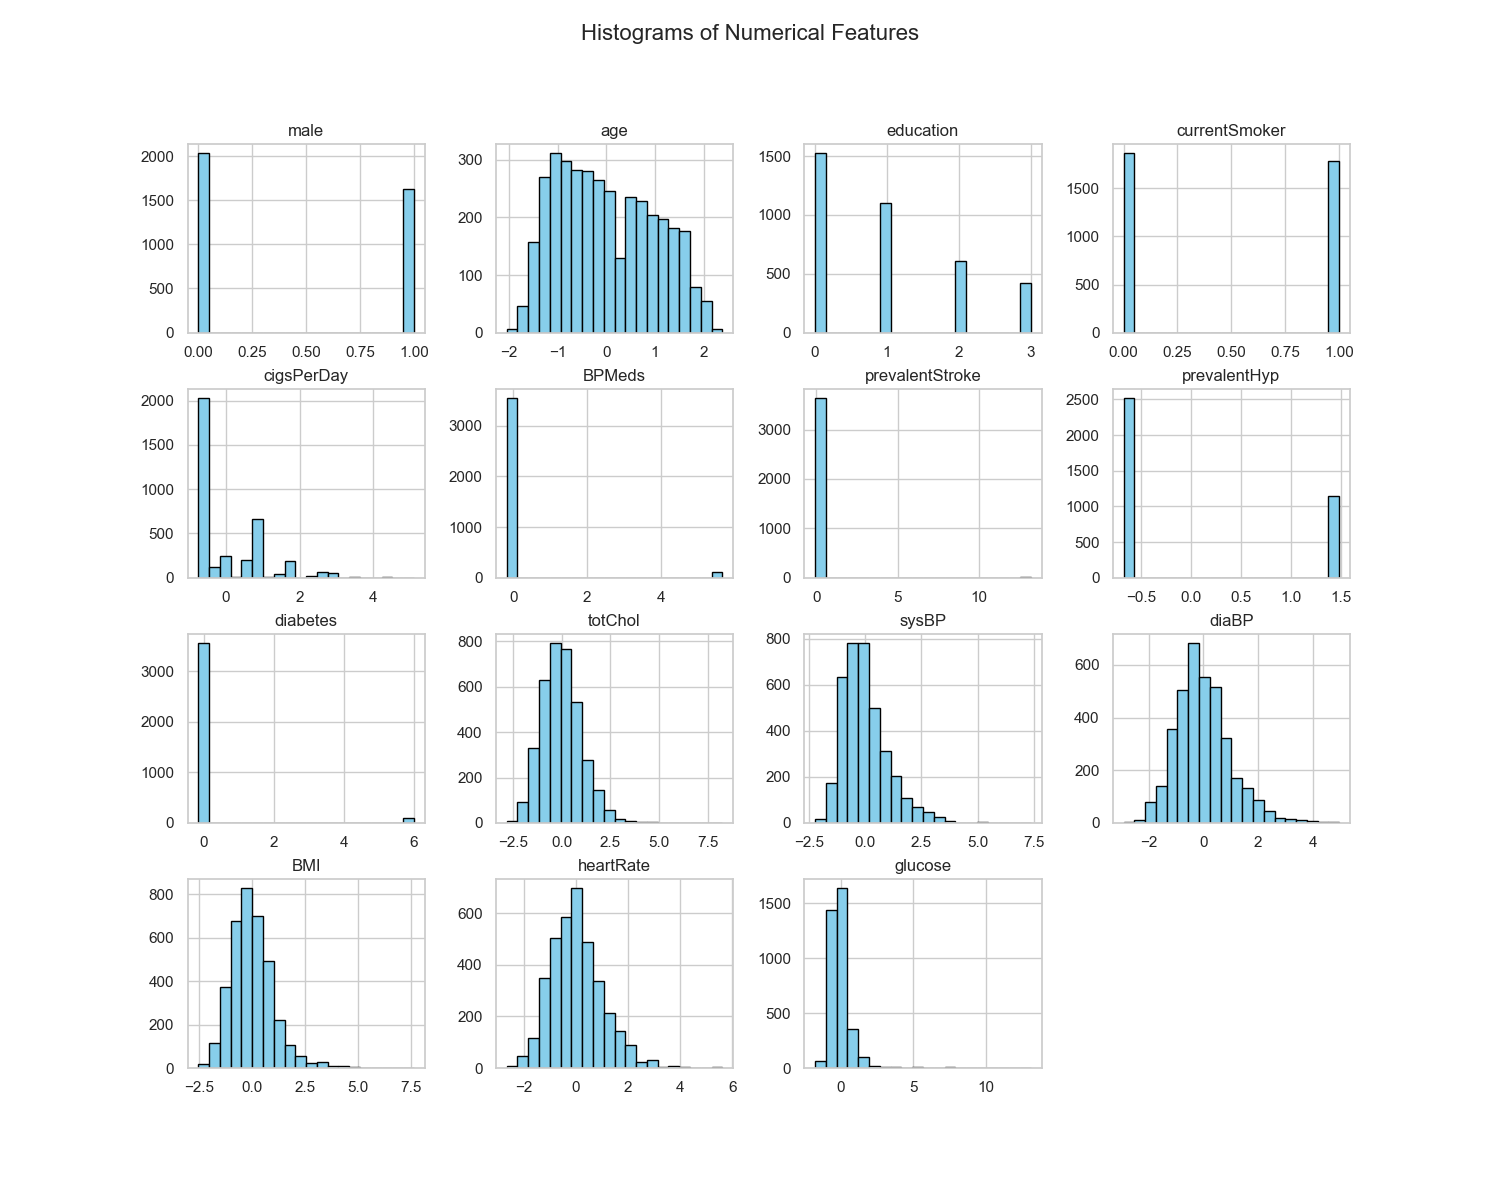 Histograms of Numerical Features
male
2000
1500
1000
500
0
0.00 0.25 0.50 0.75 1.00
age
300
200
100
0
−2 −1 0 1 2
education
1500
1000
500
0
0 1 2 3
currentSmoker
1500
1000
500
0
0.00 0.25 0.50 0.75 1.00
cigsPerDay
2000
1500
1000
500
0
0 2 4
BPMeds
3000
2000
1000
0
0 2 4
prevalentStroke
3000
2000
1000
0
0 5 10
prevalentHyp
2500
2000
1500
1000
500
0
−0.5 0.0 0.5 1.0 1.5
diabetes
3000
2000
1000
0
0 2 4 6
totChol
800
600
400
200
0
−2.5 0.0 2.5 5.0 7.5
sysBP
800
600
400
200
0
−2.5 0.0 2.5 5.0 7.5
diaBP
600
400
200
0
−2 0 2 4
BMI
800
600
400
200
0
−2.5 0.0 2.5 5.0 7.5
heartRate
600
400
200
0
−2 0 2 4 6
glucose
1500
1000
500
0
0 5 10